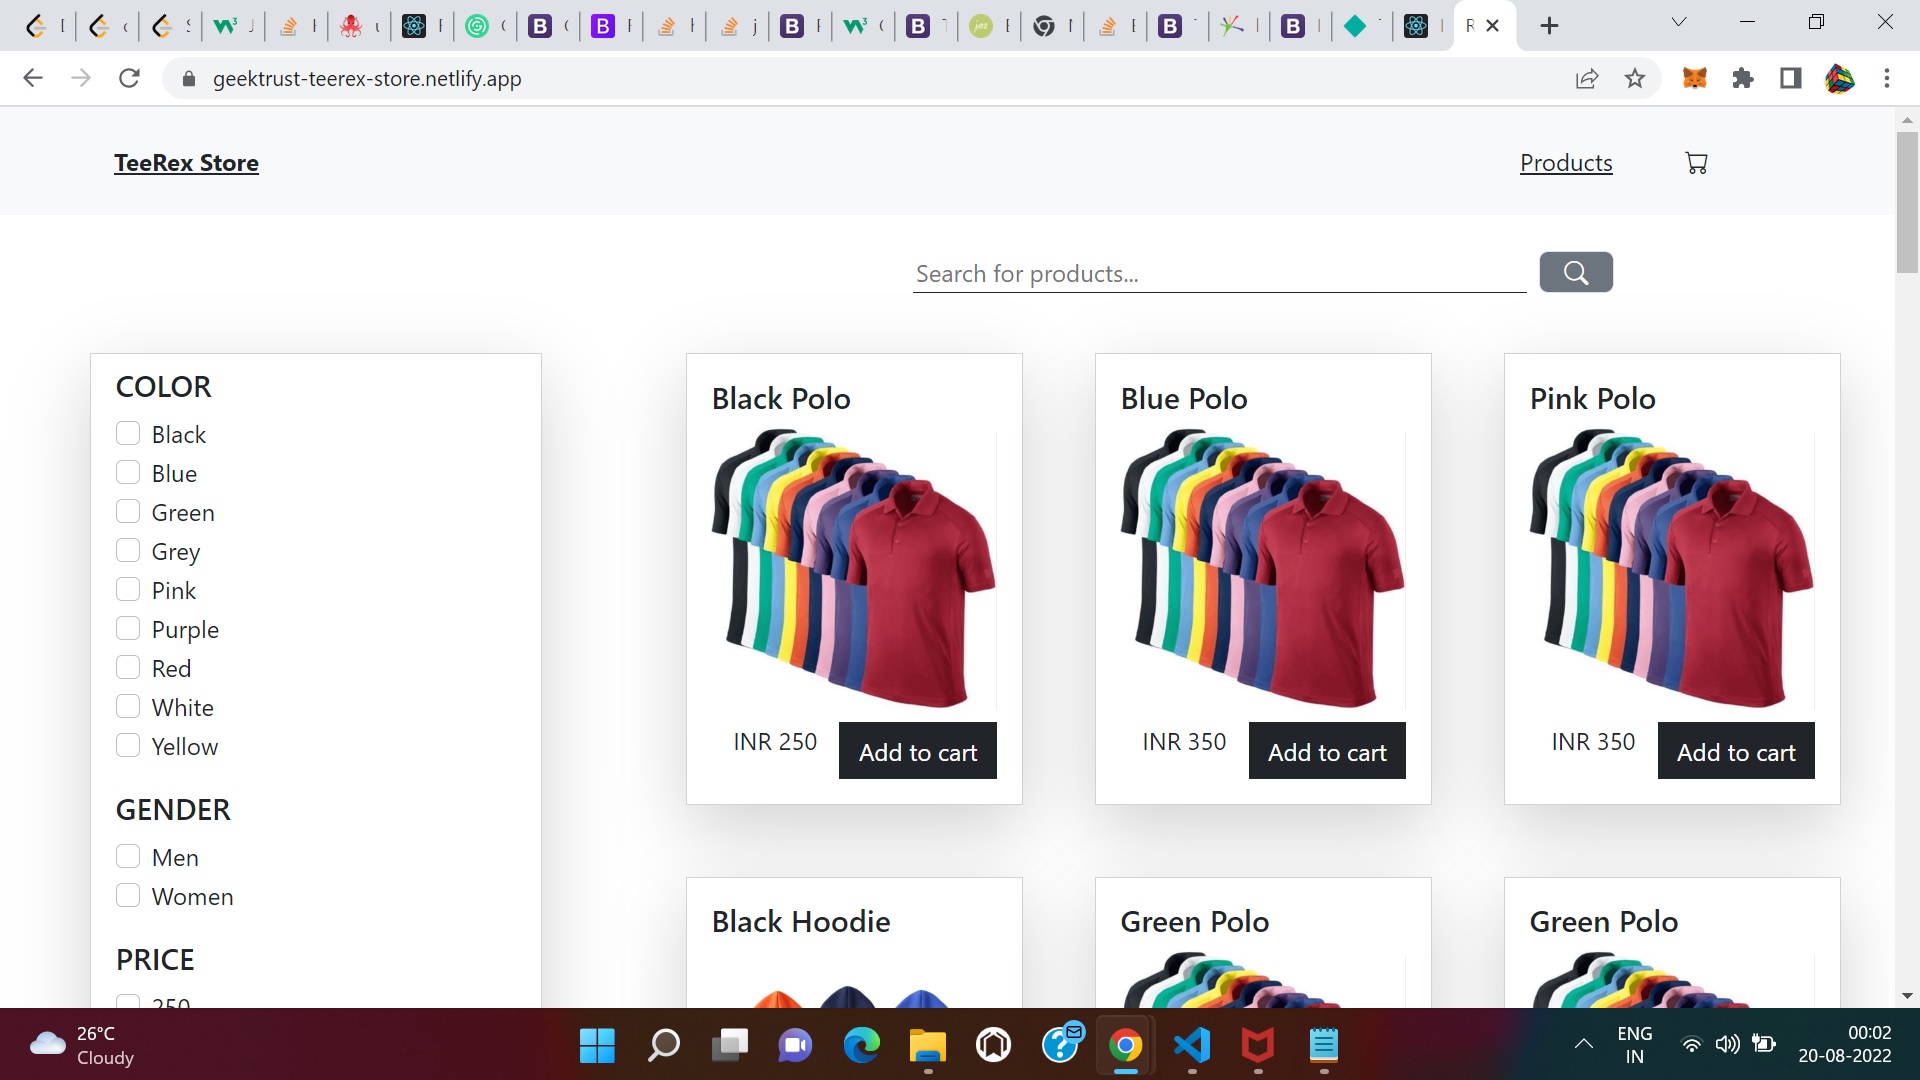 geektrust-teerex-store.netlify.app
TeeRex Store
Products
Search for products...
COLOR
Black
Blue
Green
Grey
Pink
Purple
Red
White
Yellow
GENDER
Men
Women
PRICE
250
Black Polo
INR 250
Add to cart
Blue Polo
INR 350
Add to cart
Pink Polo
INR 350
Add to cart
Black Hoodie
Green Polo
Green Polo
26°C
Cloudy
ENG
IN
00:02
20-08-2022